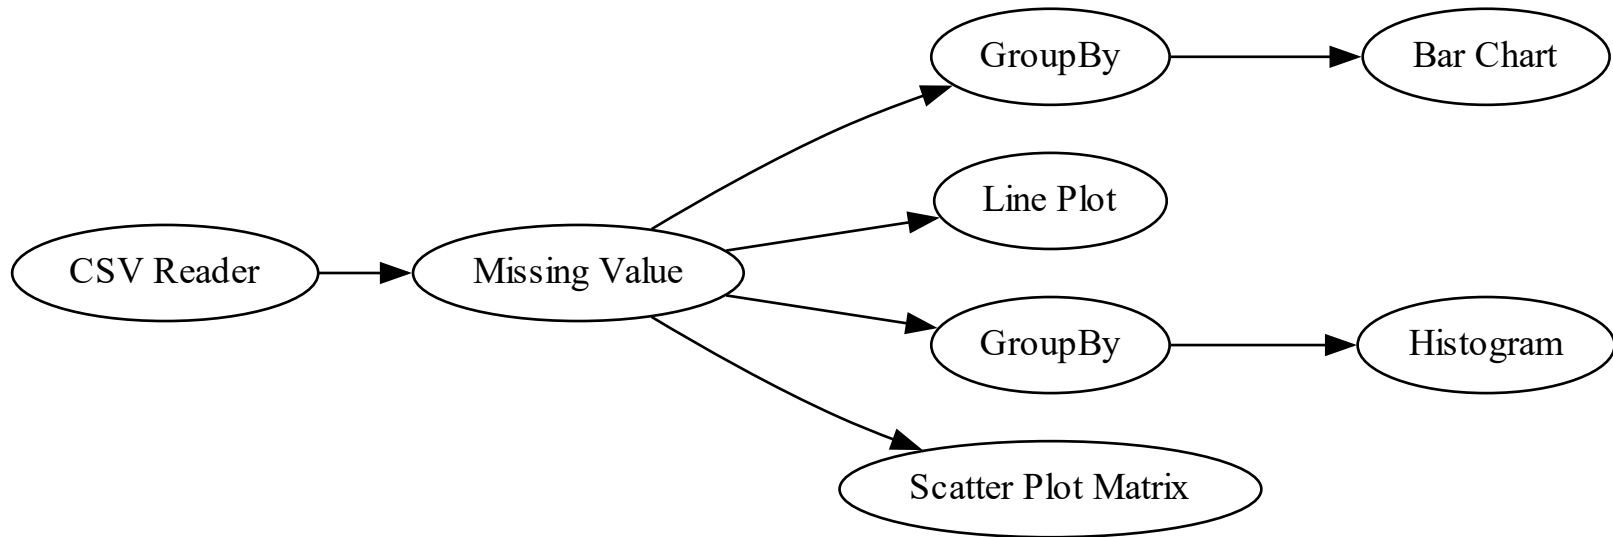 GroupBy
Bar Chart
Line Plot
CSV Reader
Missing Value
GroupBy
Histogram
Scatter Plot Matrix